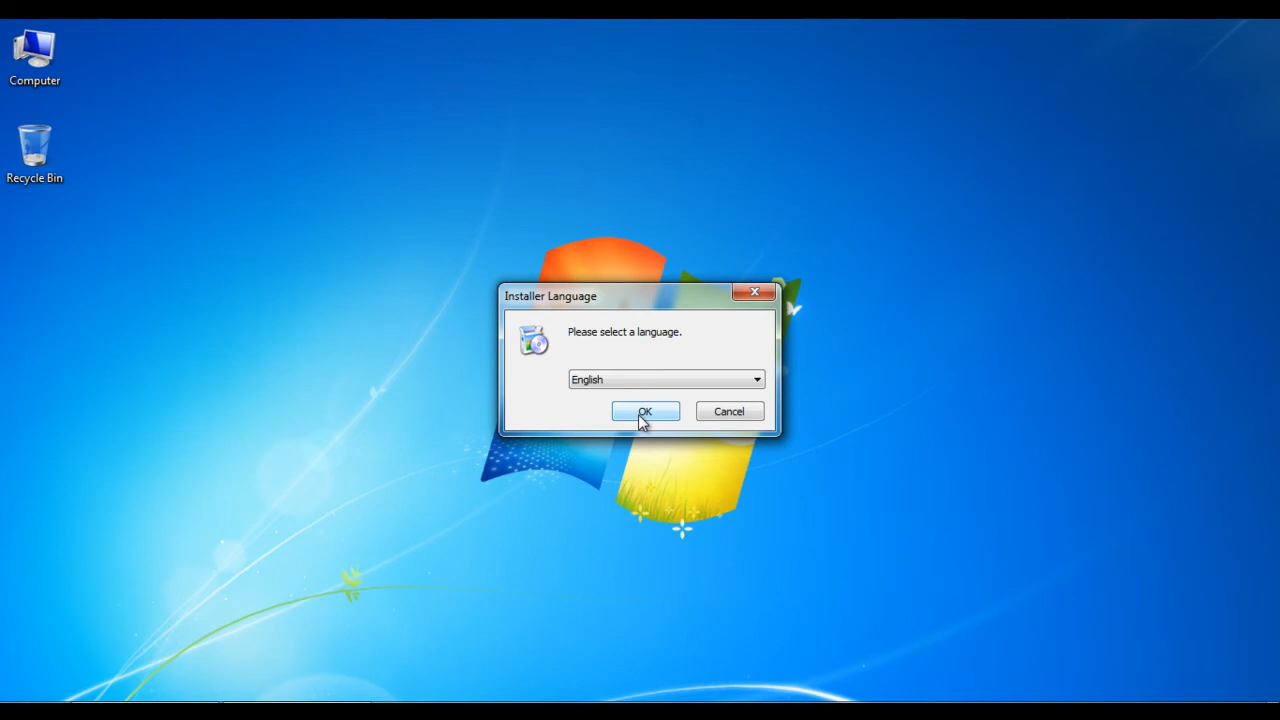 Computer
Recycle Bin
Installer Language
Please select a language.
English
OK
Cancel